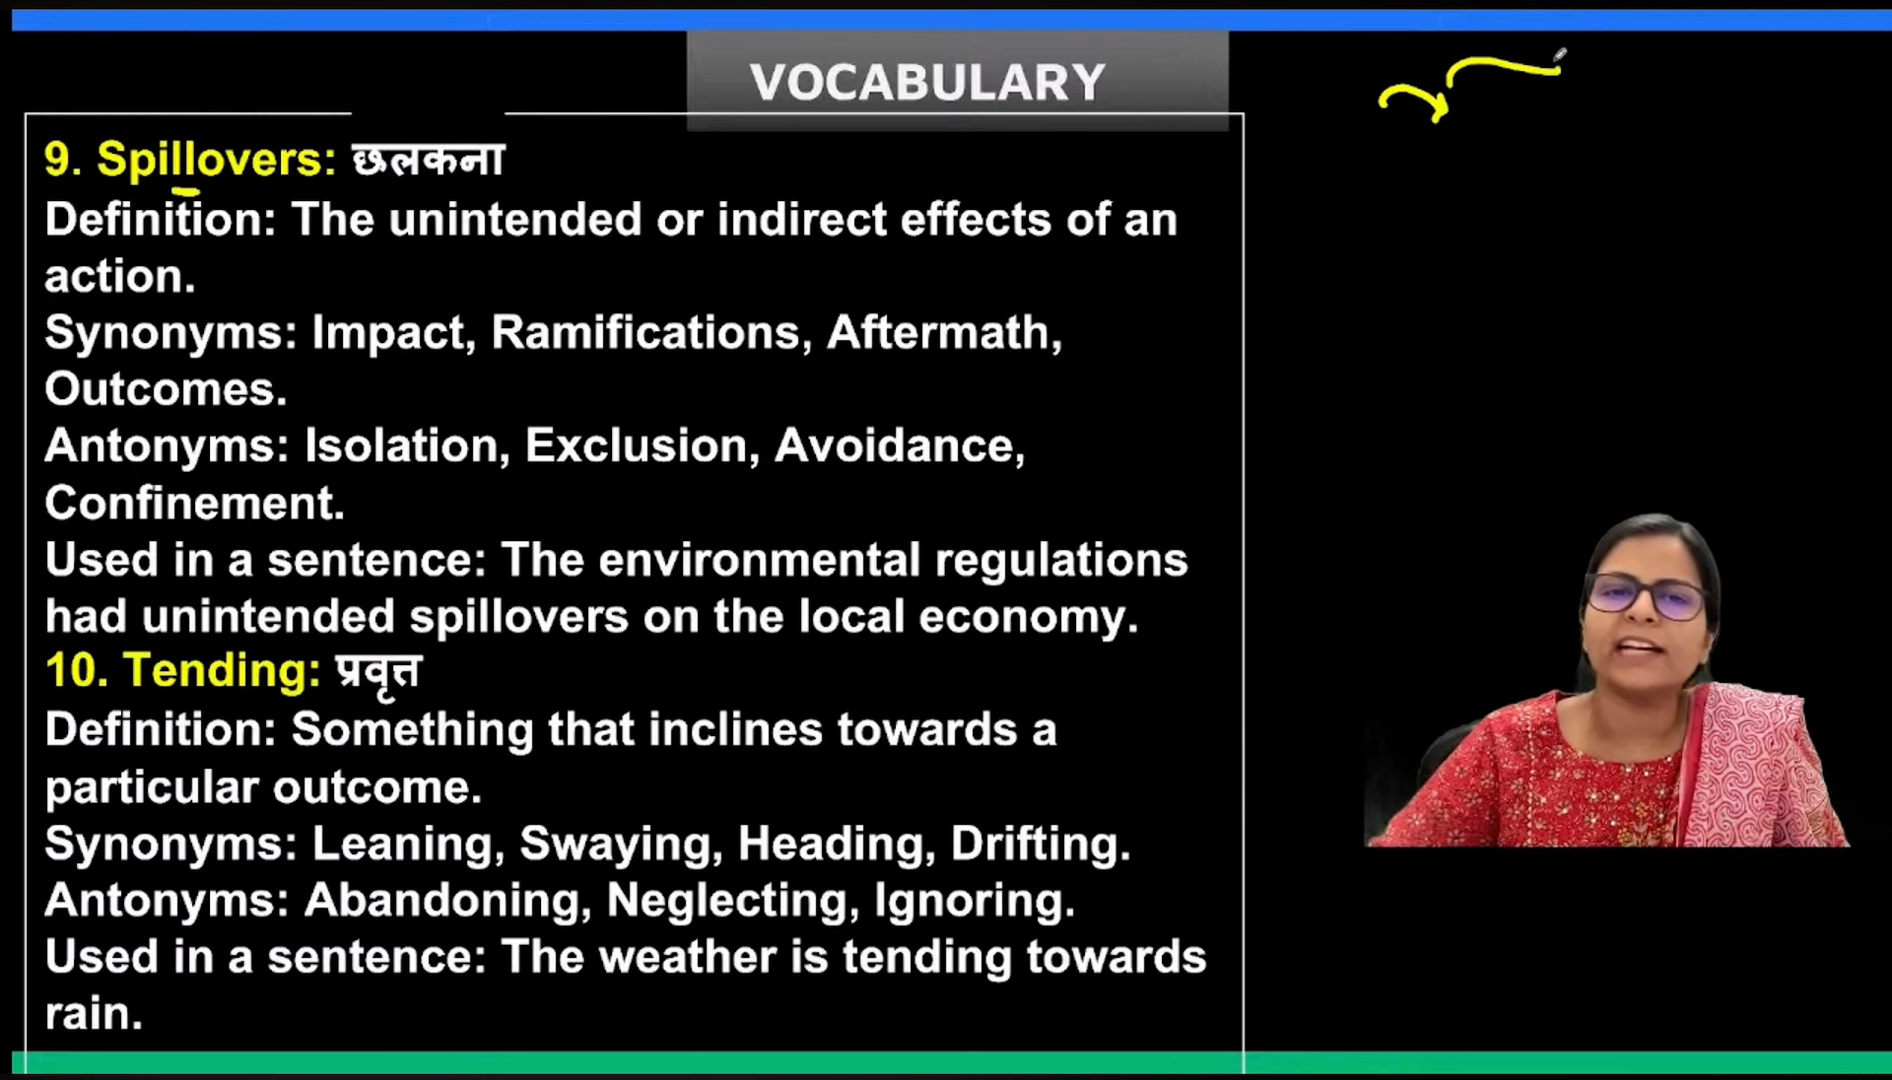 VOCABULARY
9. Spillovers: छलकना
Definition: The unintended or indirect effects of an
action.
Synonyms: Impact, Ramifications, Aftermath,
Outcomes.
Antonyms: Isolation, Exclusion, Avoidance,
Confinement.
Used in a sentence: The environmental regulations
had unintended spillovers on the local economy.
10. Tending: प्रवृत्त
Definition: Something that inclines towards a
particular outcome.
Synonyms: Leaning, Swaying, Heading, Drifting.
Antonyms: Abandoning, Neglecting, Ignoring.
Used in a sentence: The weather is tending towards
rain.